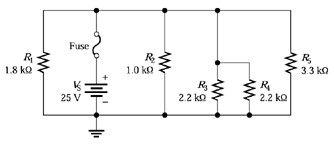 Fuse
R₁
1.8 kΩ
Vₛ
25 V
+
−
R₂
1.0 kΩ
R₃
2.2 kΩ
R₄
2.2 kΩ
R₅
3.3 kΩ